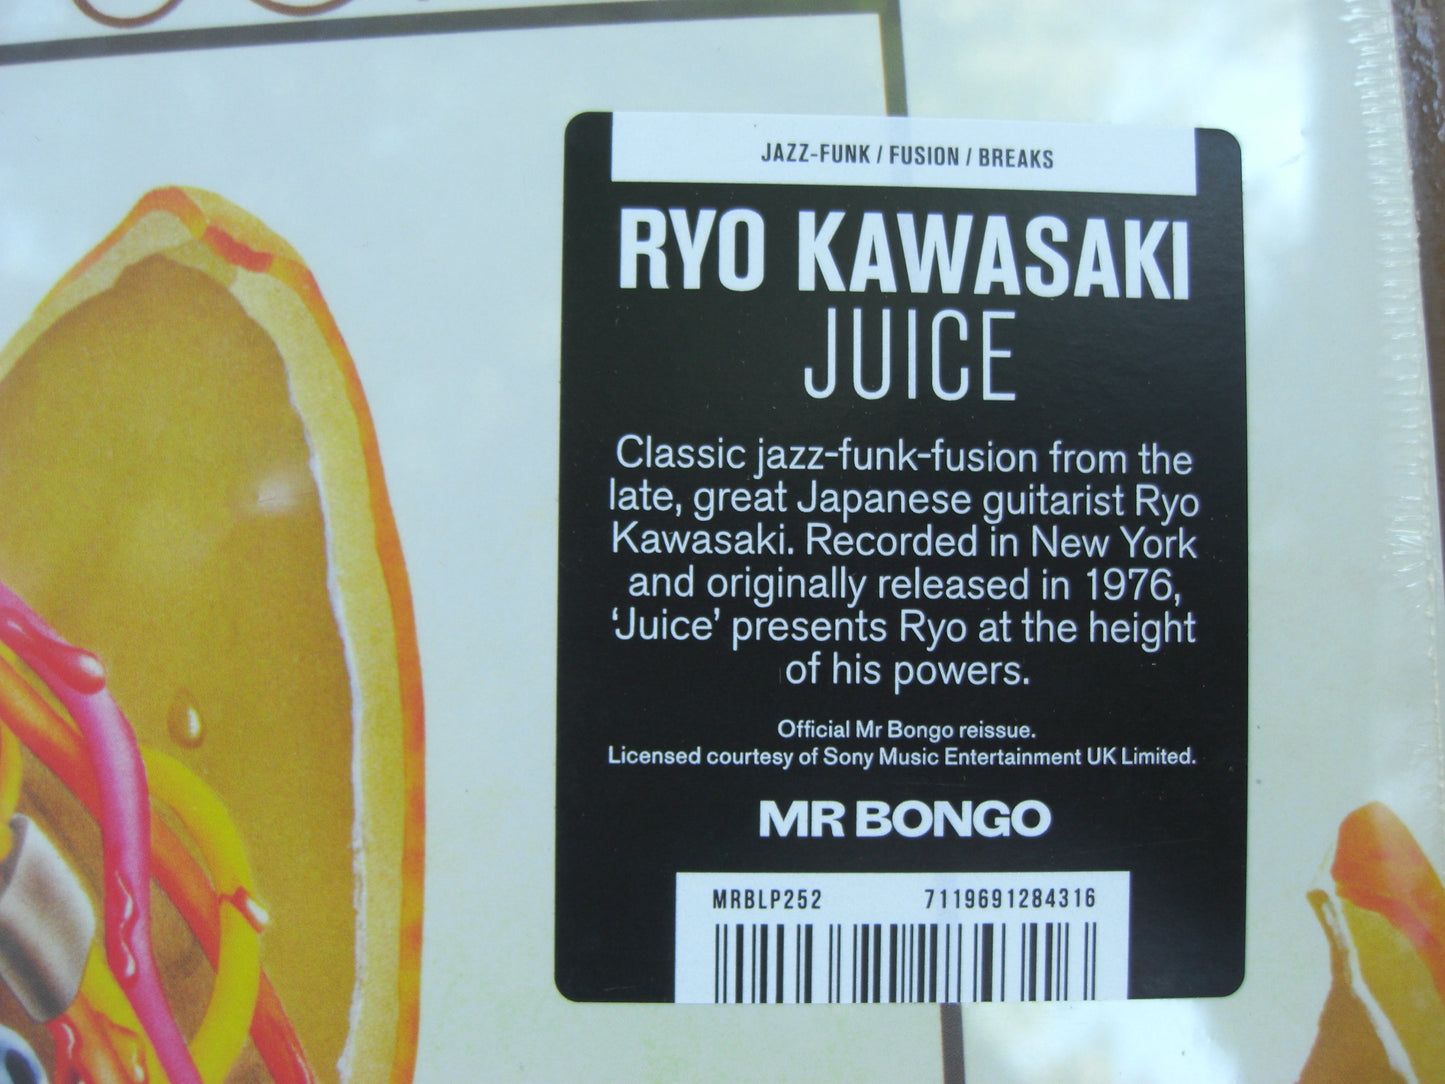 JAZZ-FUNK / FUSION / BREAKS
RYO KAWASAKI
JUICE
Classic jazz-funk-fusion from the
late, great Japanese guitarist Ryo
Kawasaki. Recorded in New York
and originally released in 1976,
‘Juice’ presents Ryo at the height
of his powers.
Official Mr Bongo reissue.
Licensed courtesy of Sony Music Entertainment UK Limited.
MR BONGO
MRBLP252 7119691284316